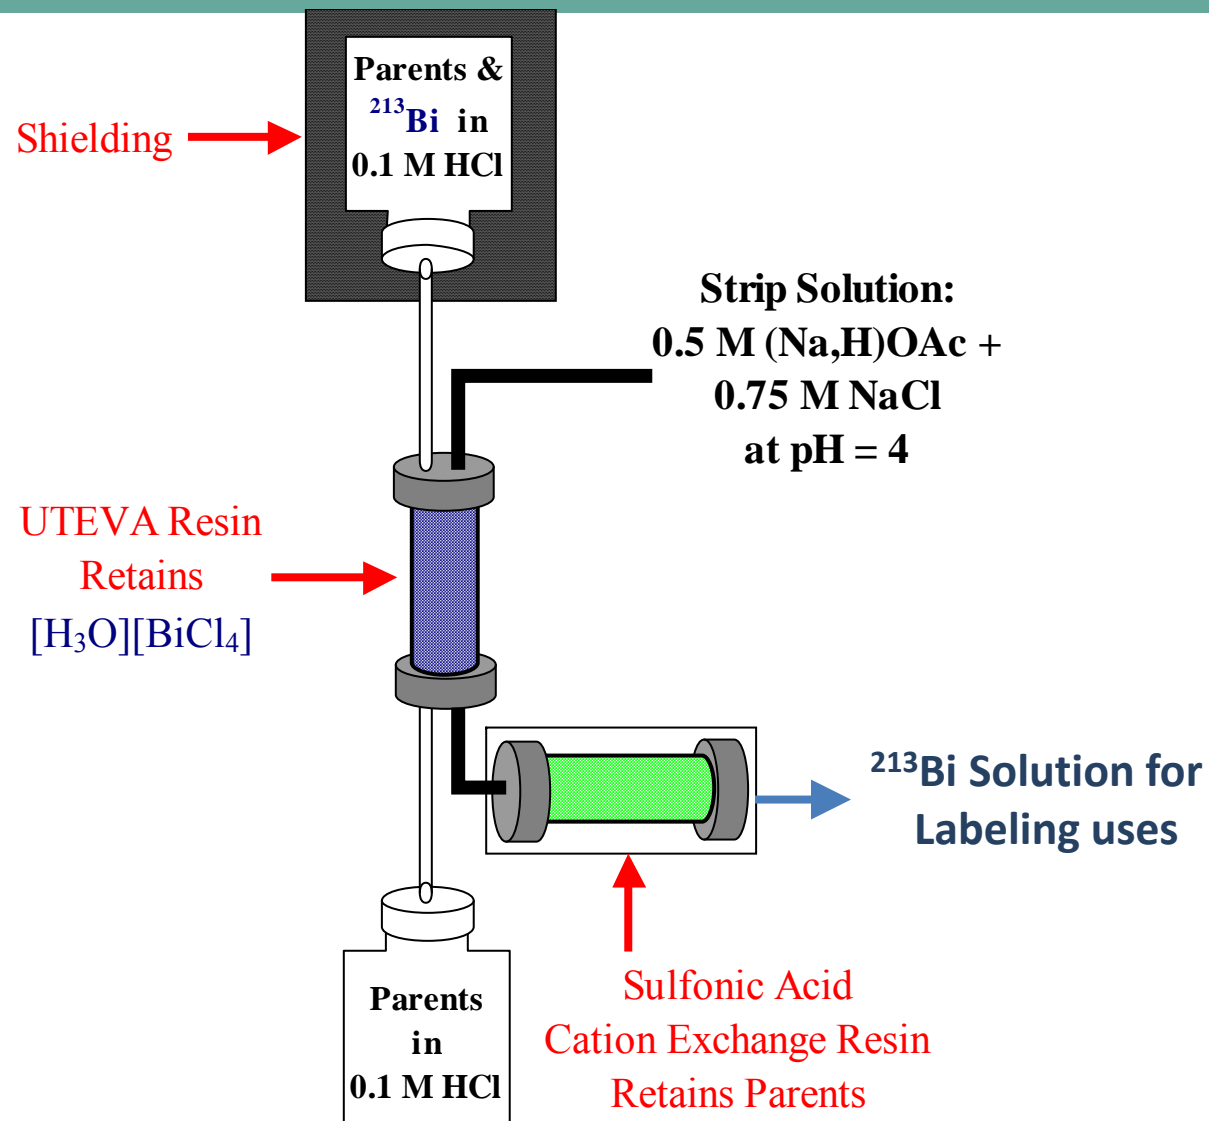 Parents &
²¹³Bi in
0.1 M HCl
Shielding
Strip Solution:
0.5 M (Na,H)OAc +
0.75 M NaCl
at pH = 4
UTEVA Resin
Retains
[H₃O][BiCl₄]
²¹³Bi Solution for
Labeling uses
Sulfonic Acid
Cation Exchange Resin
Retains Parents
Parents
in
0.1 M HCl